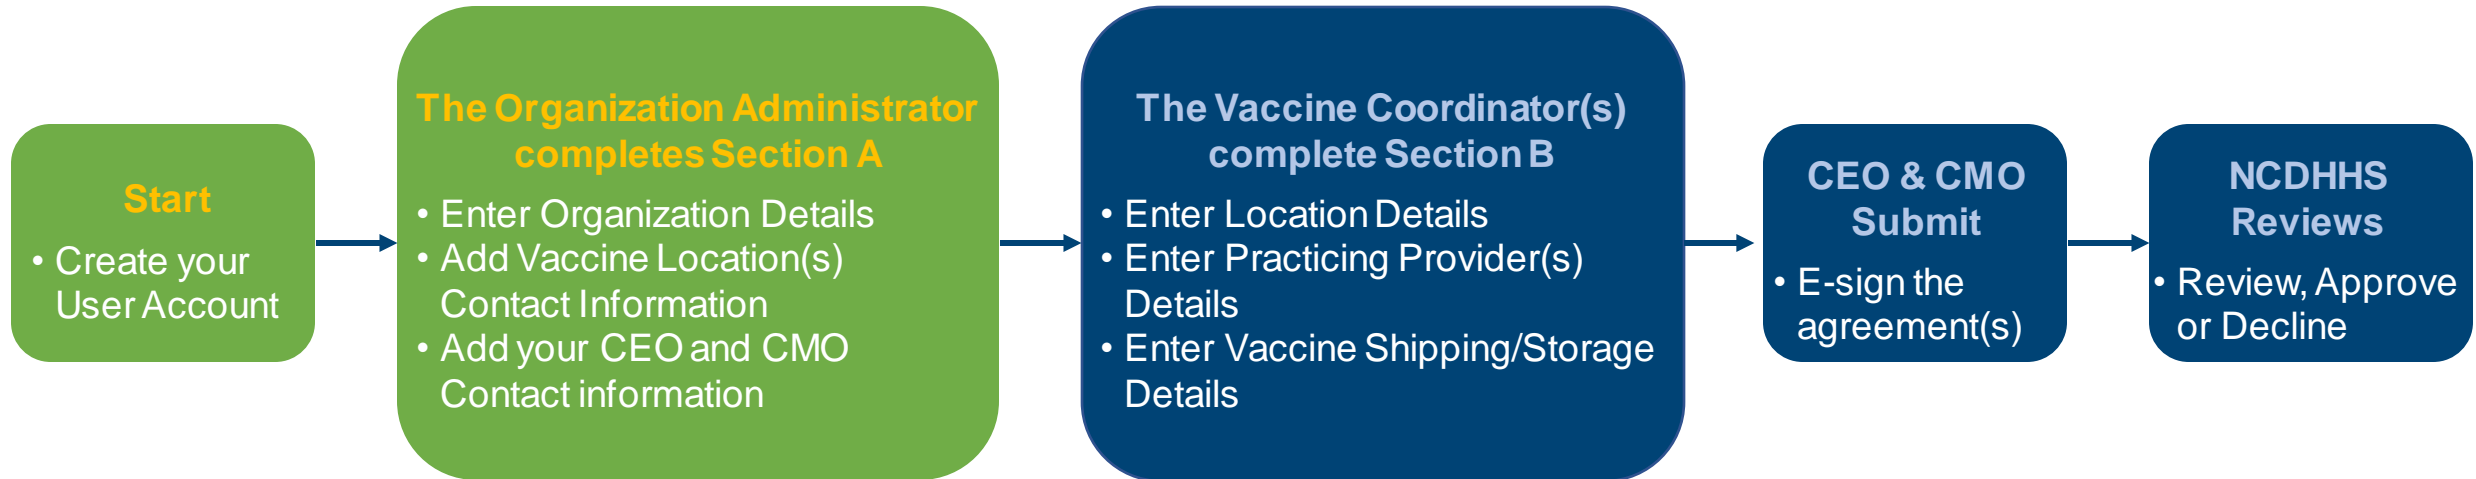 Start
• Create your
User Account
The Organization Administrator
completes Section A
• Enter Organization Details
• Add Vaccine Location(s)
Contact Information
• Add your CEO and CMO
Contact information
The Vaccine Coordinator(s)
complete Section B
• Enter Location Details
• Enter Practicing Provider(s)
Details
• Enter Vaccine Shipping/Storage
Details
CEO & CMO
Submit
• E-sign the
agreement(s)
NCDHHS
Reviews
• Review, Approve
or Decline